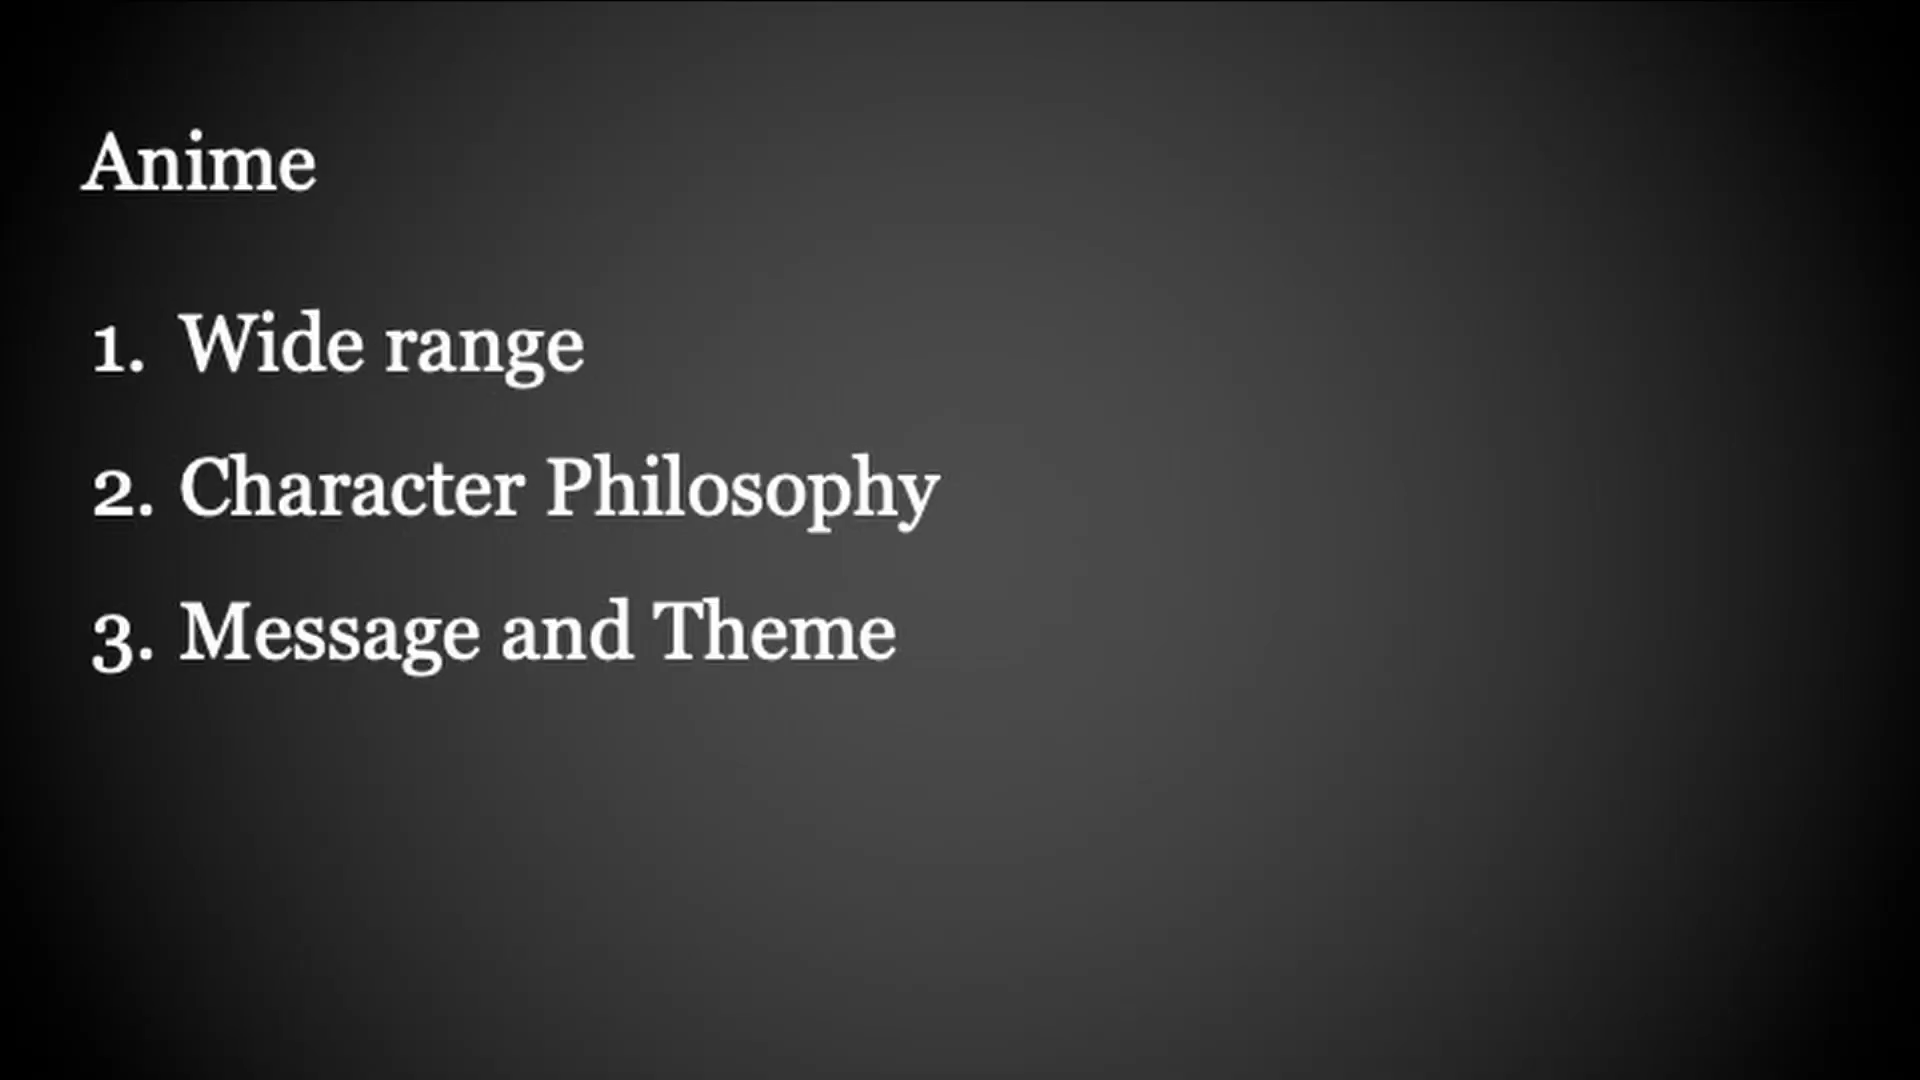 Anime
1. Wide range
2. Character Philosophy
3. Message and Theme